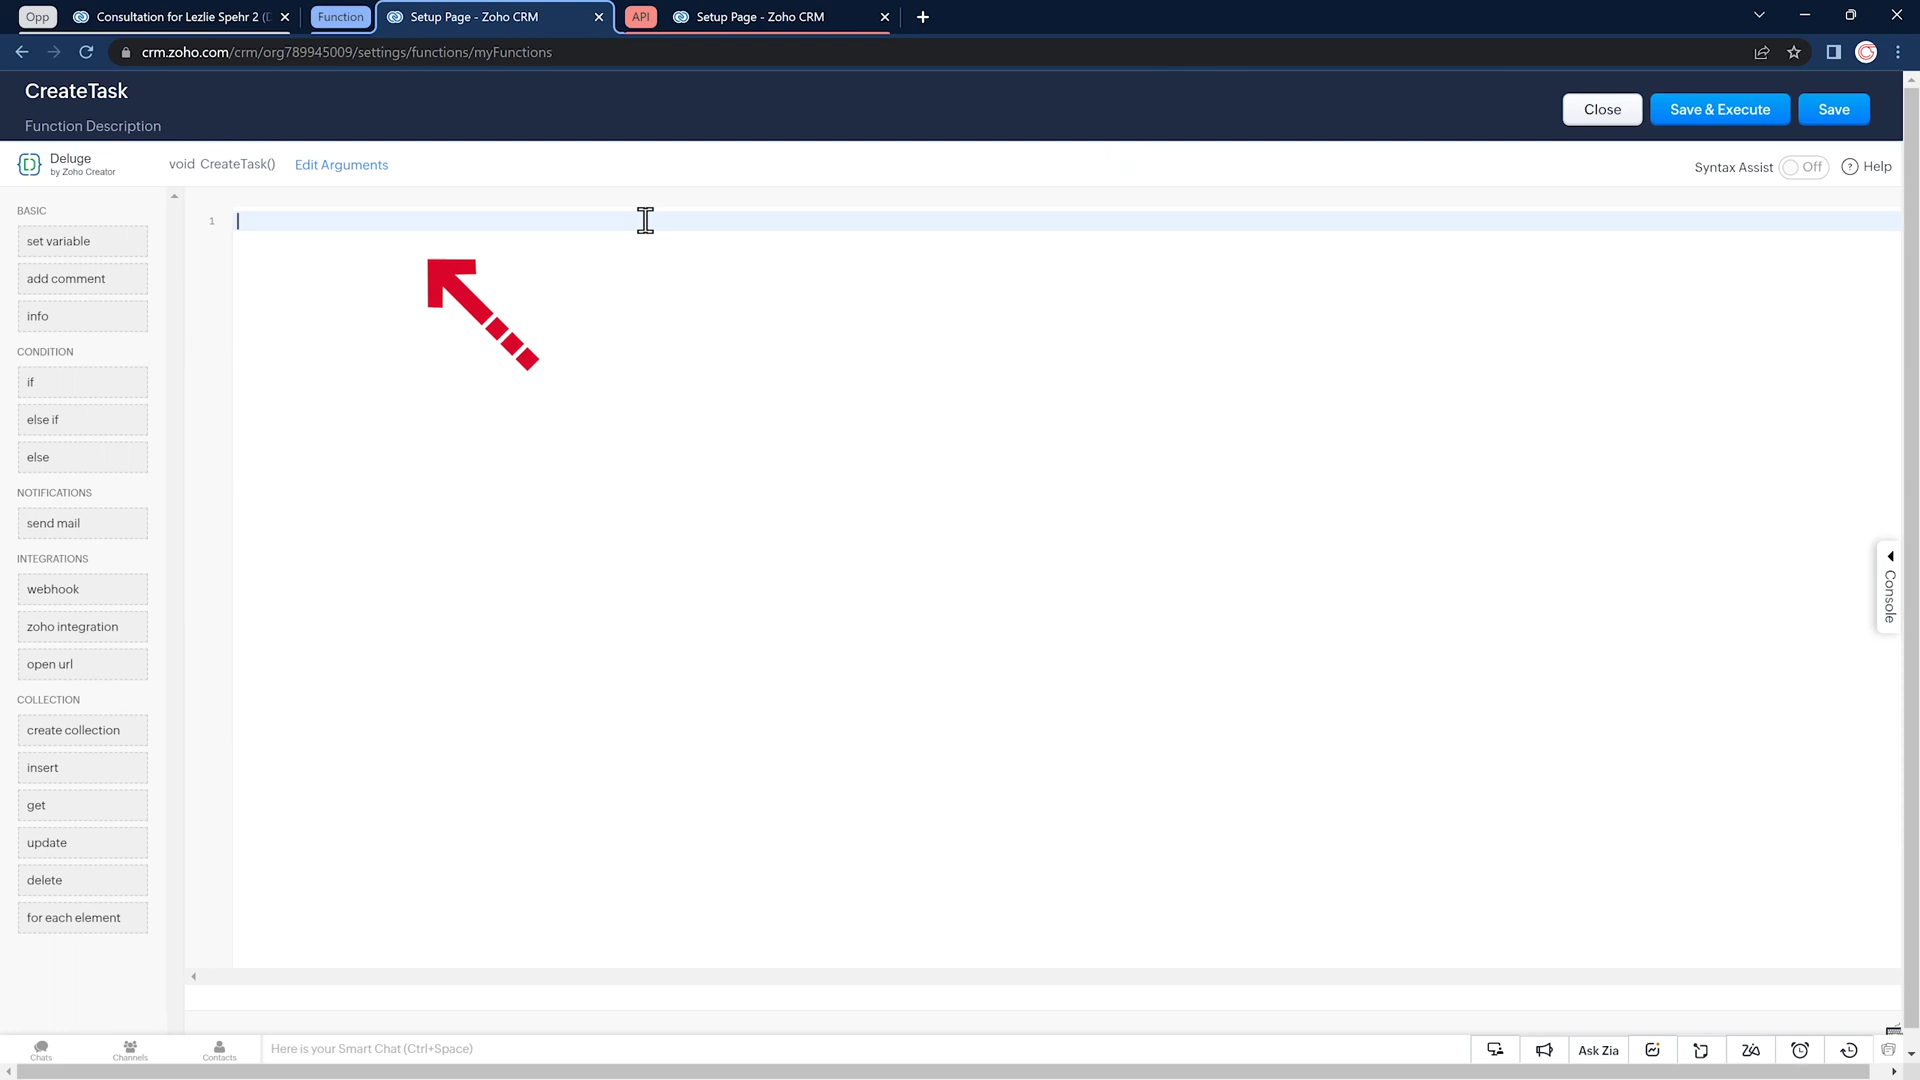 Opp
Consultation for Lezlie Spehr 2 (
Function
Setup Page - Zoho CRM
API
Setup Page - Zoho CRM
crm.zoho.com/crm/org789945009/settings/functions/myFunctions
CreateTask
Function Description
Close
Save & Execute
Save
Deluge
by Zoho Creator
void CreateTask()
Edit Arguments
Syntax Assist
Off
Help
BASIC
set variable
add comment
info
CONDITION
if
else if
else
NOTIFICATIONS
send mail
INTEGRATIONS
webhook
zoho integration
open url
COLLECTION
create collection
insert
get
update
delete
for each element
1
Console
Chats
Channels
Contacts
Here is your Smart Chat (Ctrl+Space)
Ask Zia